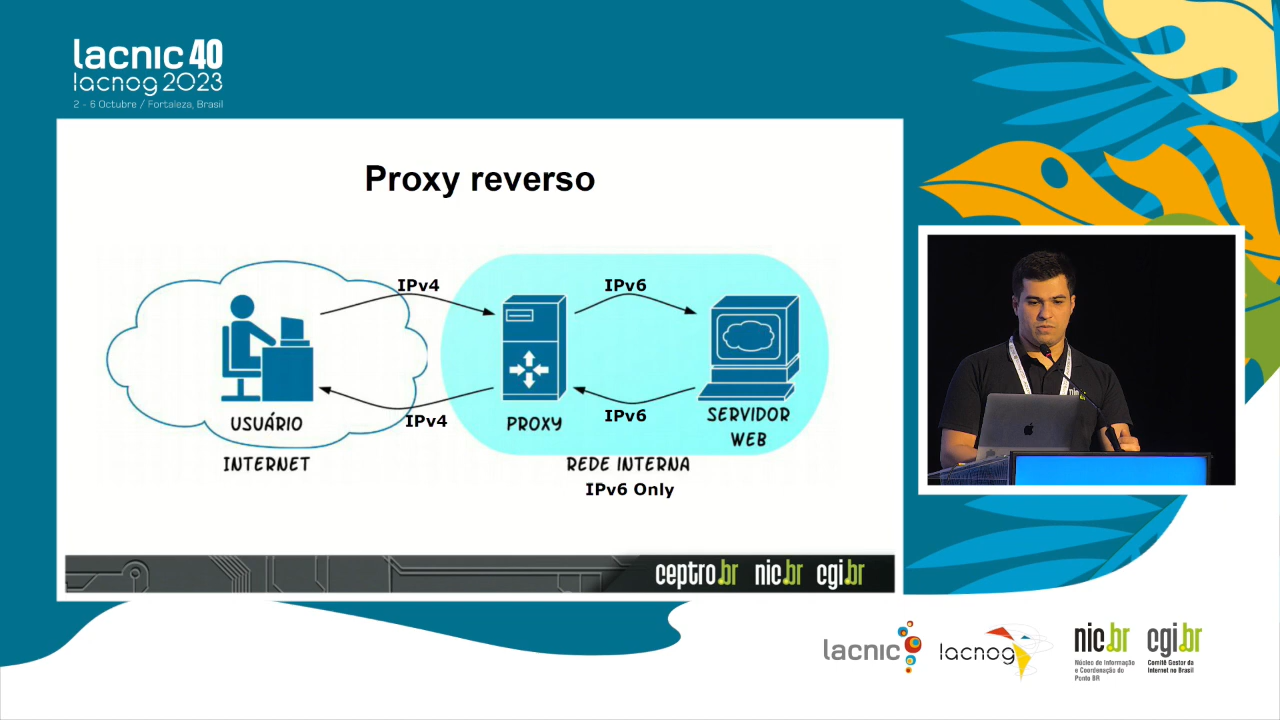 lacnic 40
lacnog 2023
2 - 6 Octubre / Fortaleza, Brasil
Proxy reverso
IPv4
IPv6
IPv4
IPv6
USUÁRIO
PROXY
SERVIDOR
WEB
INTERNET
REDE INTERNA
IPv6 Only
ceptro.br nic.br cgi.br
lacnic
lacnog
nic.br
Núcleo de Informação
e Coordenação do
Ponto BR
cgi.br
Comitê Gestor da
Internet no Brasil